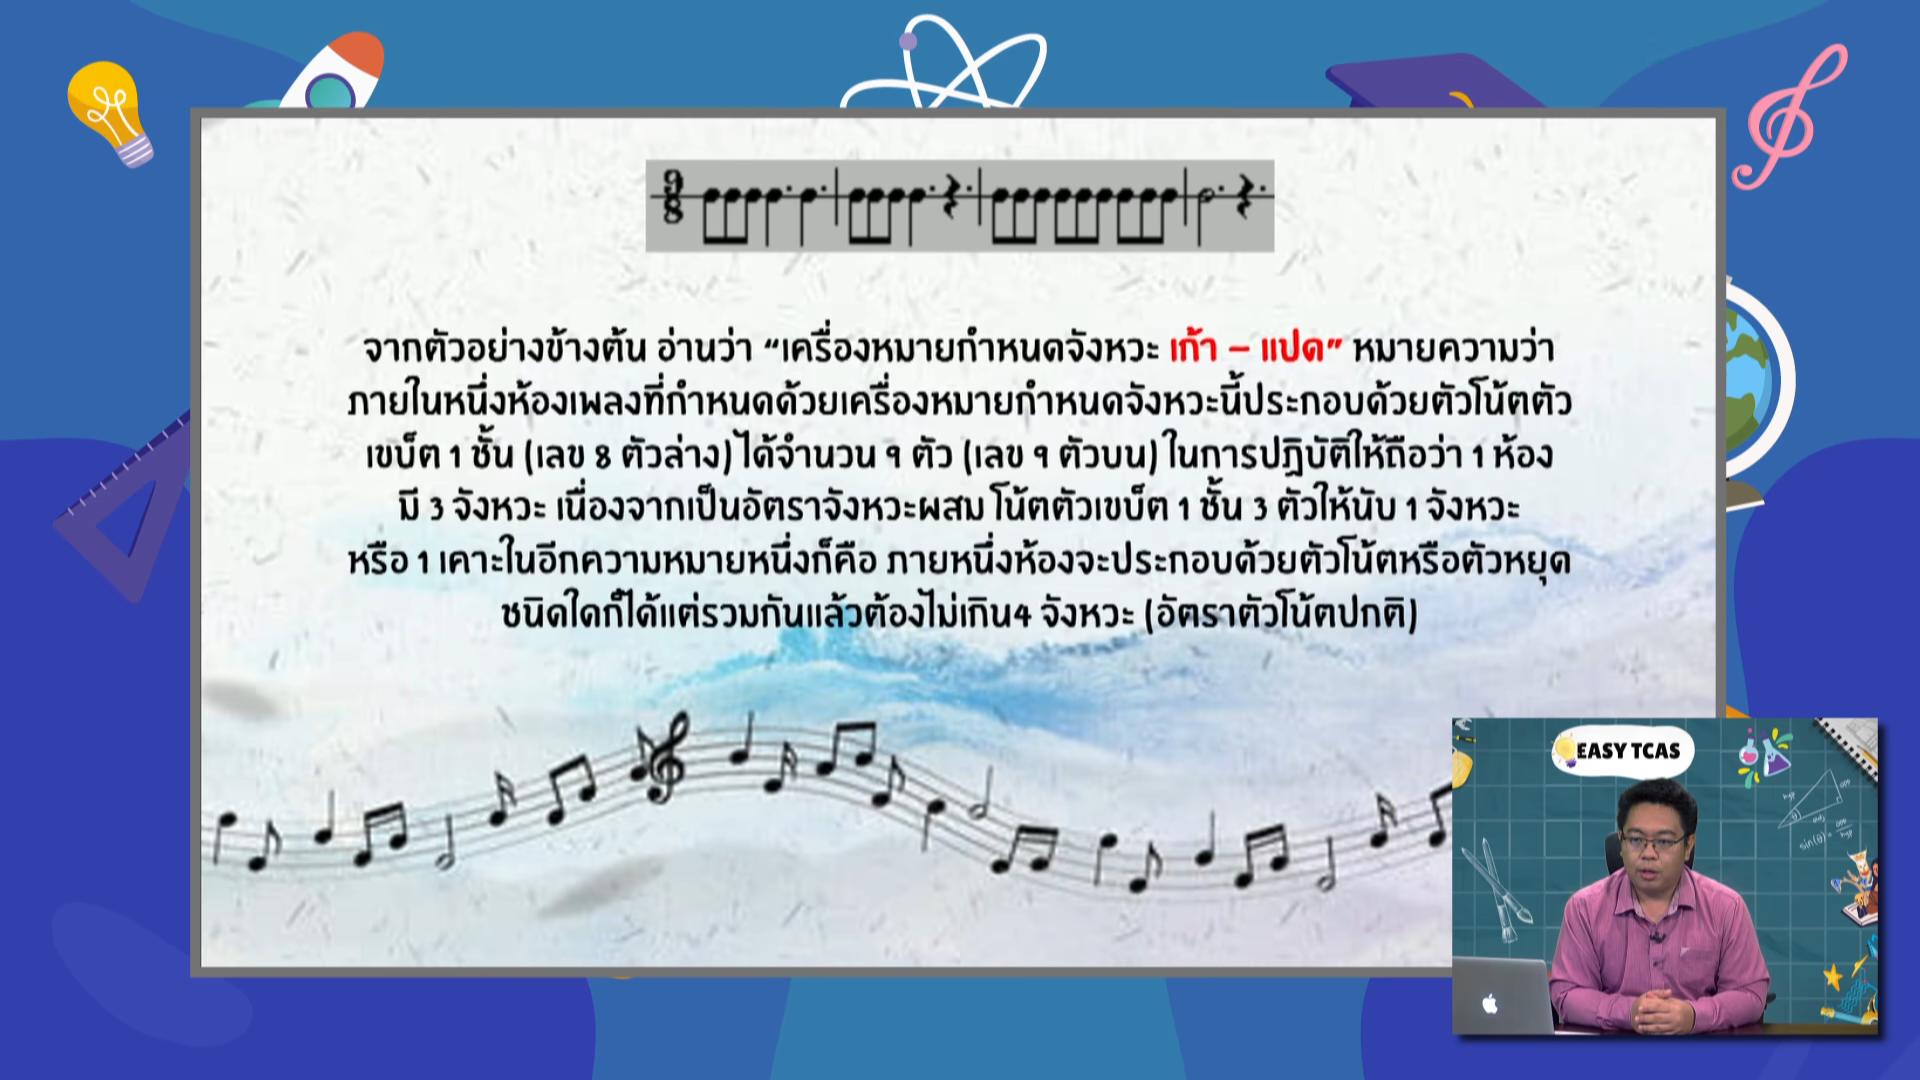 9
8
จากตัวอย่างข้างต้น อ่านว่า “เครื่องหมายกำหนดจังหวะ เก้า – แปด” หมายความว่า
ภายในหนึ่งห้องเพลงที่กำหนดด้วยเครื่องหมายกำหนดจังหวะนี้ประกอบด้วยตัวโน้ตตัว
เขบ็ต 1 ชั้น (เลข 8 ตัวล่าง) ได้จำนวน 9 ตัว (เลข 9 ตัวบน) ในการปฏิบัติให้ถือว่า 1 ห้อง
มี 3 จังหวะ เนื่องจากเป็นอัตราจังหวะผสม โน้ตตัวเขบ็ต 1 ชั้น 3 ตัวให้นับ 1 จังหวะ
หรือ 1 เคาะในอีกความหมายหนึ่งก็คือ ภายหนึ่งห้องจะประกอบด้วยตัวโน้ตหรือตัวหยุด
ชนิดใดก็ได้แต่รวมกันแล้วต้องไม่เกิน4 จังหวะ (อัตราตัวโน้ตปกติ)
EASY TCAS